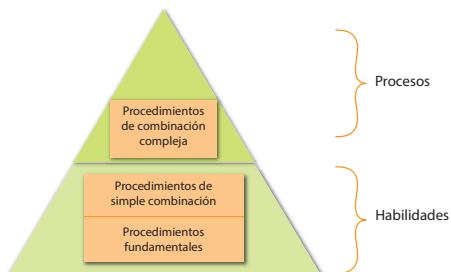 Procesos
Procedimientos
de combinación
compleja
Procedimientos de
simple combinación
Habilidades
Procedimientos
fundamentales